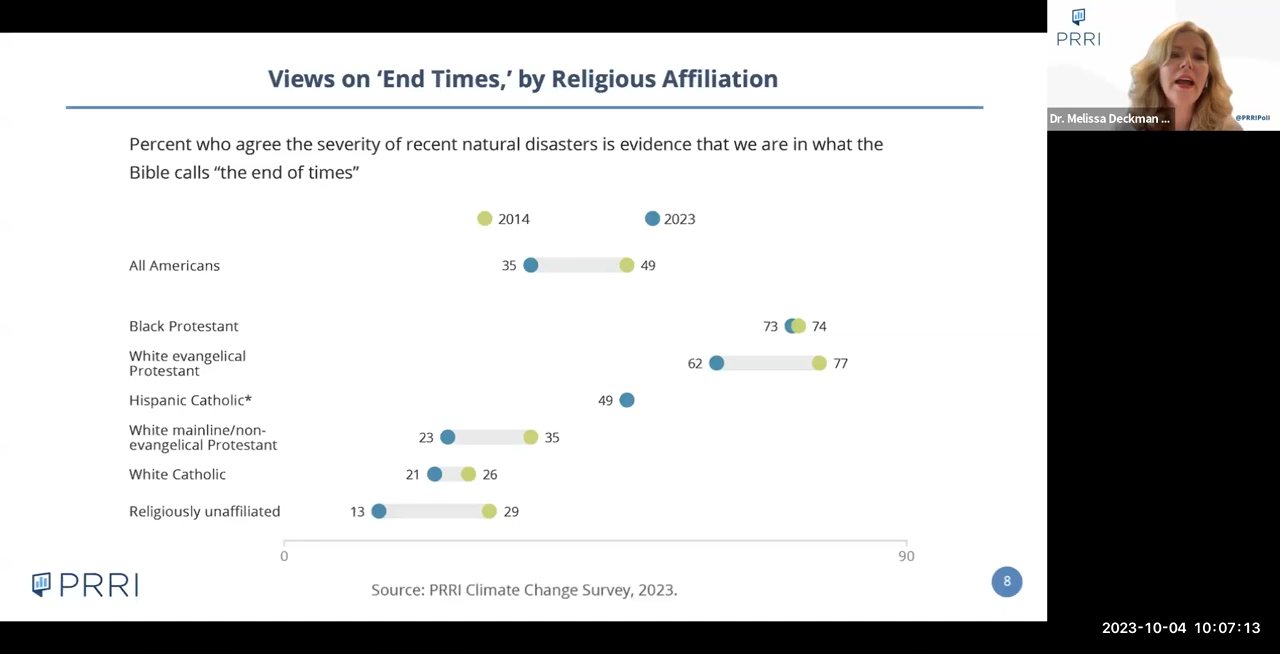 Views on ‘End Times,’ by Religious Affiliation
Percent who agree the severity of recent natural disasters is evidence that we are in what the
Bible calls “the end of times”
2014
2023
All Americans
35
49
Black Protestant
73
74
White evangelical
Protestant
62
77
Hispanic Catholic*
49
White mainline/non-
evangelical Protestant
23
35
White Catholic
21
26
Religiously unaffiliated
13
29
0
90
PRRI
Source: PRRI Climate Change Survey, 2023.
8
PRRI
Dr. Melissa Deckman ...
@PRRIPoll
2023-10-04 10:07:13